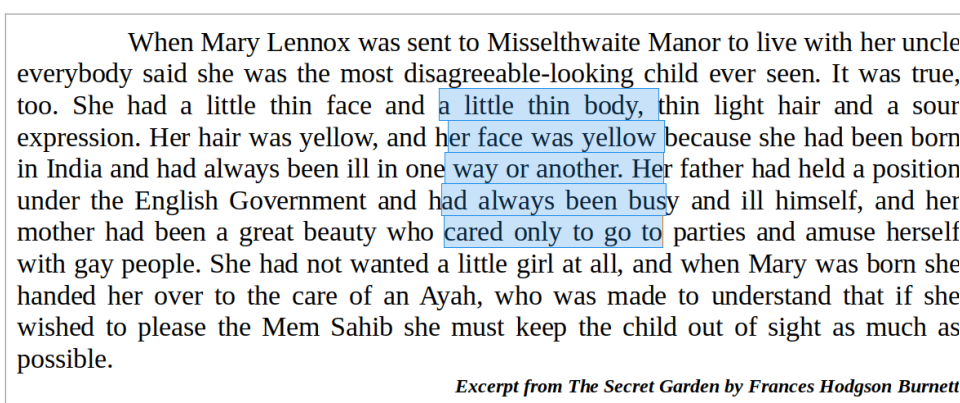 When Mary Lennox was sent to Misselthwaite Manor to live with her uncle
everybody said she was the most disagreeable-looking child ever seen. It was true,
too. She had a little thin face and a little thin body, thin light hair and a sour
expression. Her hair was yellow, and her face was yellow because she had been born
in India and had always been ill in one way or another. Her father had held a position
under the English Government and had always been busy and ill himself, and her
mother had been a great beauty who cared only to go to parties and amuse herself
with gay people. She had not wanted a little girl at all, and when Mary was born she
handed her over to the care of an Ayah, who was made to understand that if she
wished to please the Mem Sahib she must keep the child out of sight as much as
possible.
Excerpt from The Secret Garden by Frances Hodgson Burnett